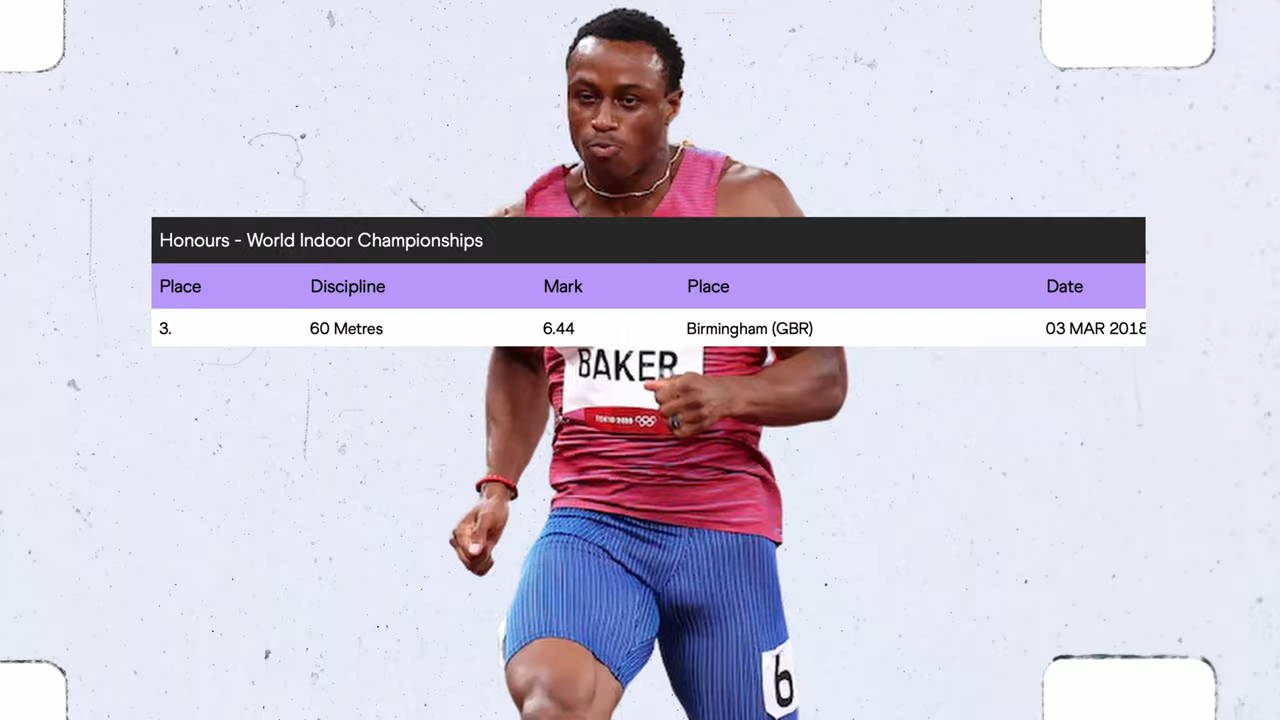 Honours - World Indoor Championships
Place Discipline Mark Place Date
3. 60 Metres 6.44 Birmingham (GBR) 03 MAR 2018
BAKER
TOKYO 2020
6